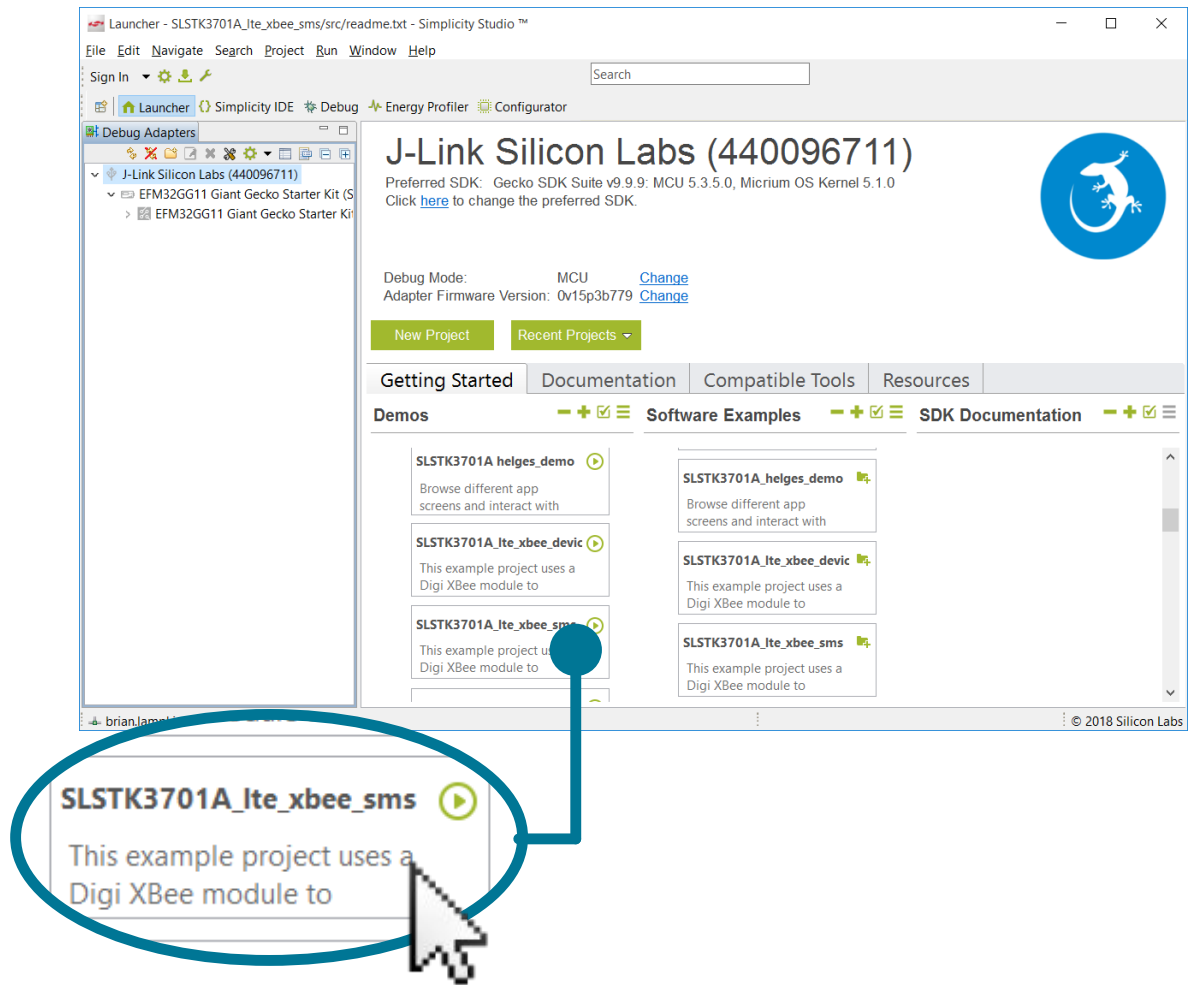 Launcher - SLSTK3701A_lte_xbee_sms/src/readme.txt - Simplicity Studio ™
File Edit Navigate Search Project Run Window Help
Sign In
Search
Launcher Simplicity IDE Debug Energy Profiler Configurator
Debug Adapters
J-Link Silicon Labs (440096711)
EFM32GG11 Giant Gecko Starter Kit (S
EFM32GG11 Giant Gecko Starter Kit
J-Link Silicon Labs (440096711)
Preferred SDK: Gecko SDK Suite v9.9.9: MCU 5.3.5.0, Micrium OS Kernel 5.1.0
Click here to change the preferred SDK.
Debug Mode: MCU Change
Adapter Firmware Version: 0v15p3b779 Change
New Project Recent Projects
Getting Started Documentation Compatible Tools Resources
Demos Software Examples SDK Documentation
SLSTK3701A helges_demo
Browse different app
screens and interact with
SLSTK3701A_lte_xbee_devic
This example project uses a
Digi XBee module to
SLSTK3701A_lte_xbee_sms
This example project
Digi XBee module to
SLSTK3701A_helges_demo
Browse different app
screens and interact with
SLSTK3701A_lte_xbee_devic
This example project uses a
Digi XBee module to
SLSTK3701A_lte_xbee_sms
This example project uses a
Digi XBee module to
© 2018 Silicon Labs
SLSTK3701A_lte_xbee_sms
This example project uses a
Digi XBee module to